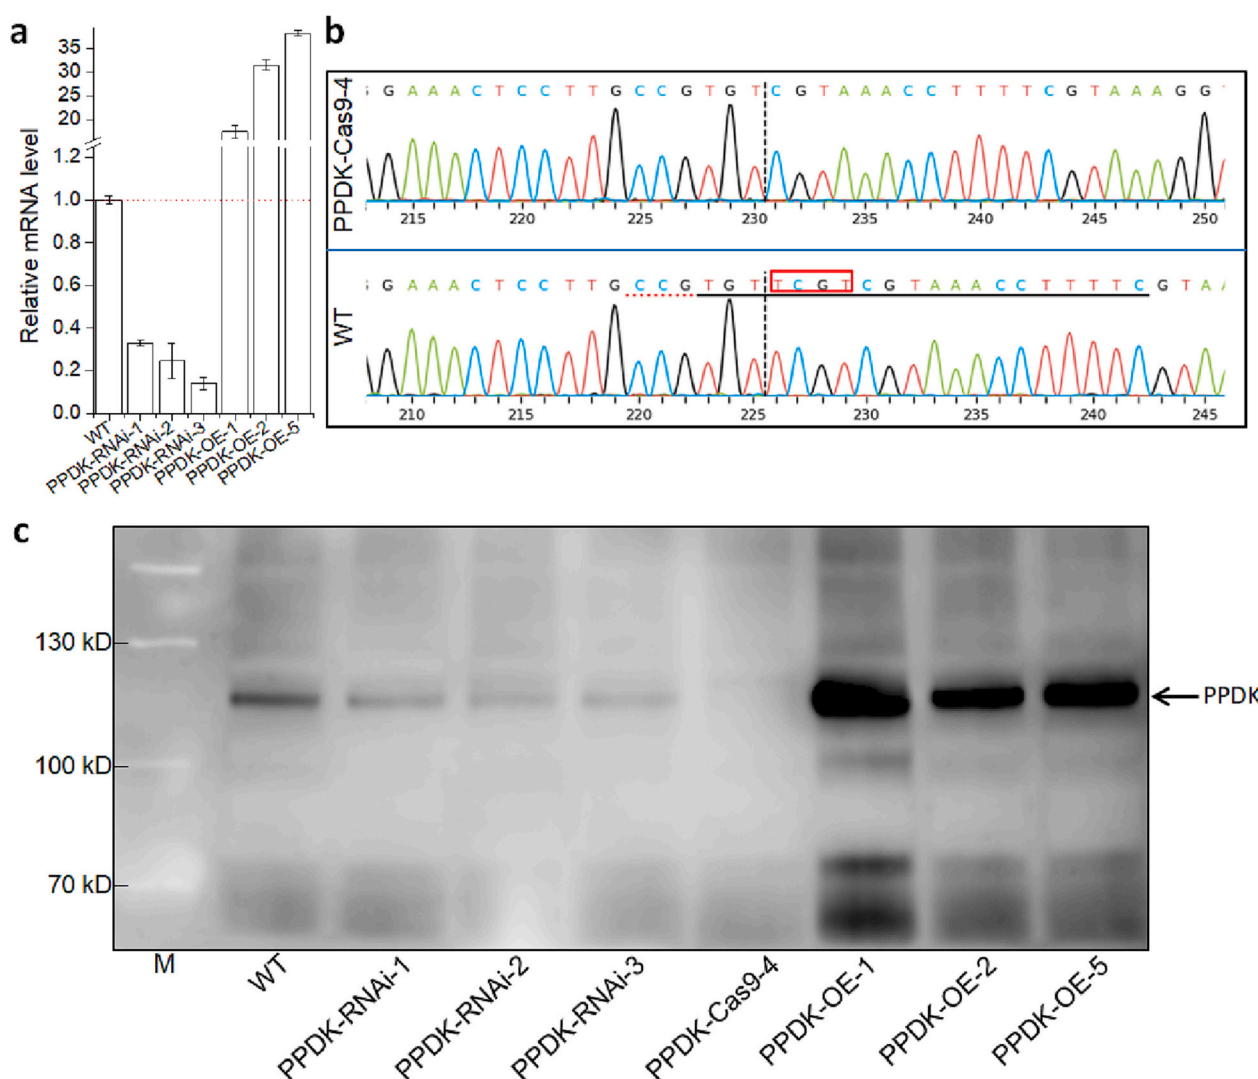 a
35
30
25
20
1.2
1.0
0.8
0.6
0.4
0.2
0.0
Relative mRNA level
WT
PPDK-RNAi-1
PPDK-RNAi-2
PPDK-RNAi-3
PPDK-OE-1
PPDK-OE-2
PPDK-OE-5
b
PPDK-Cas9-4
G A A A C T C C T T G C C G T G T C G T A A A C C T T T T C G T A A A G G
215 220 225 230 235 240 245 250
WT
G A A A C T C C T T G C C G T G T T C G T C G T A A A C C T T T T C G T A A
210 215 220 225 230 235 240 245
c
130 kD
100 kD
70 kD
PPDK
M
WT
PPDK-RNAi-1
PPDK-RNAi-2
PPDK-RNAi-3
PPDK-Cas9-4
PPDK-OE-1
PPDK-OE-2
PPDK-OE-5